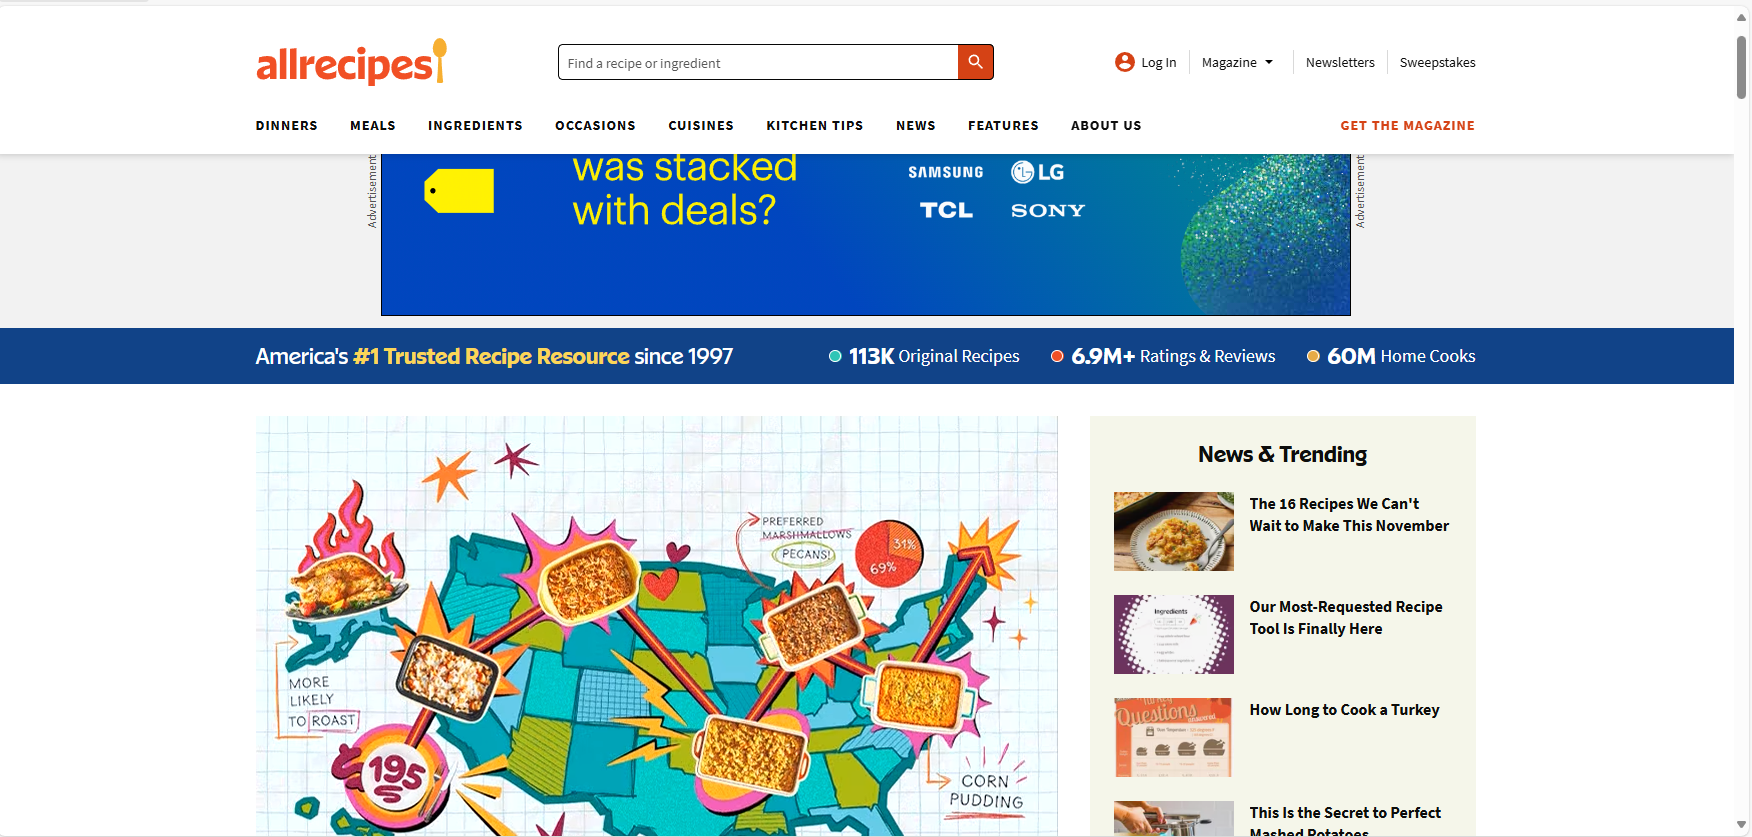 allrecipes
Find a recipe or ingredient
Log In
Magazine
Newsletters
Sweepstakes
DINNERS
MEALS
INGREDIENTS
OCCASIONS
CUISINES
KITCHEN TIPS
NEWS
FEATURES
ABOUT US
GET THE MAGAZINE
Advertisement
was stacked
with deals?
SAMSUNG
LG
TCL
SONY
Advertisement
America's #1 Trusted Recipe Resource since 1997
113K Original Recipes
6.9M+ Ratings & Reviews
60M Home Cooks
PREFERRED
MARSHMALLOWS
PECANS!
31%
69%
MORE
LIKELY
TO ROAST
195
CORN
PUDDING
News & Trending
The 16 Recipes We Can't
Wait to Make This November
Ingredients
Our Most-Requested Recipe
Tool Is Finally Here
Questions
answered
How Long to Cook a Turkey
This Is the Secret to Perfect
Mashed Potatoes